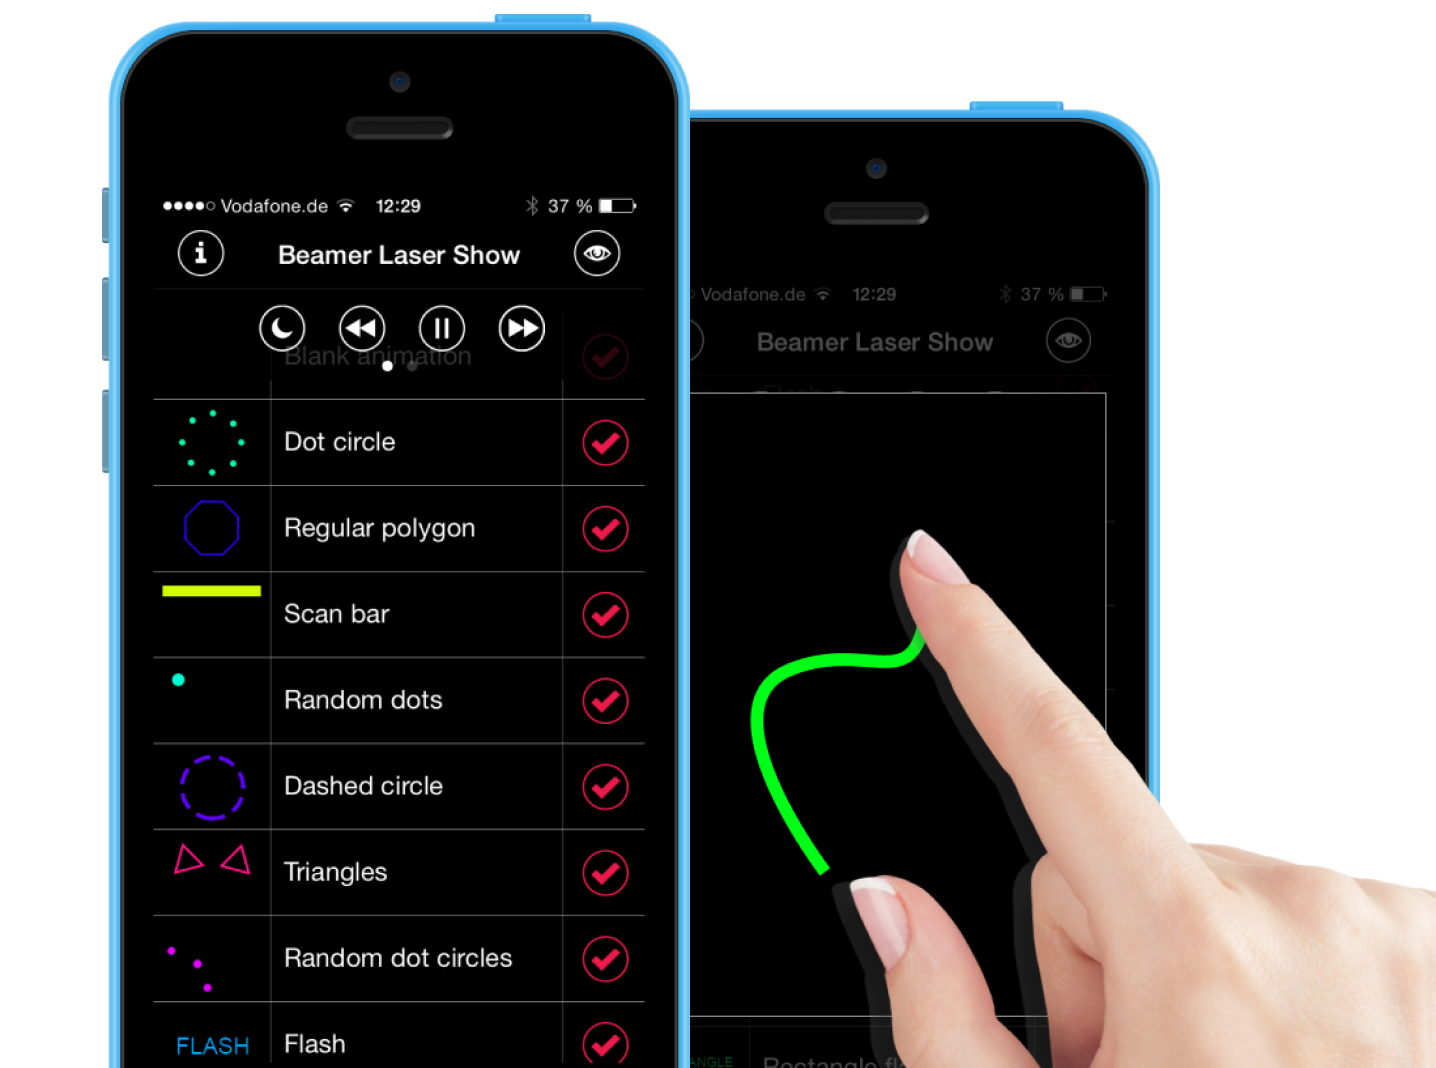 Vodafone.de 12:29 37 %
Beamer Laser Show
Blank animation
Dot circle
Regular polygon
Scan bar
Random dots
Dashed circle
Triangles
Random dot circles
FLASH Flash
Vodafone.de 12:29 37 %
Beamer Laser Show
Flash
ANGLE Rectangle fl